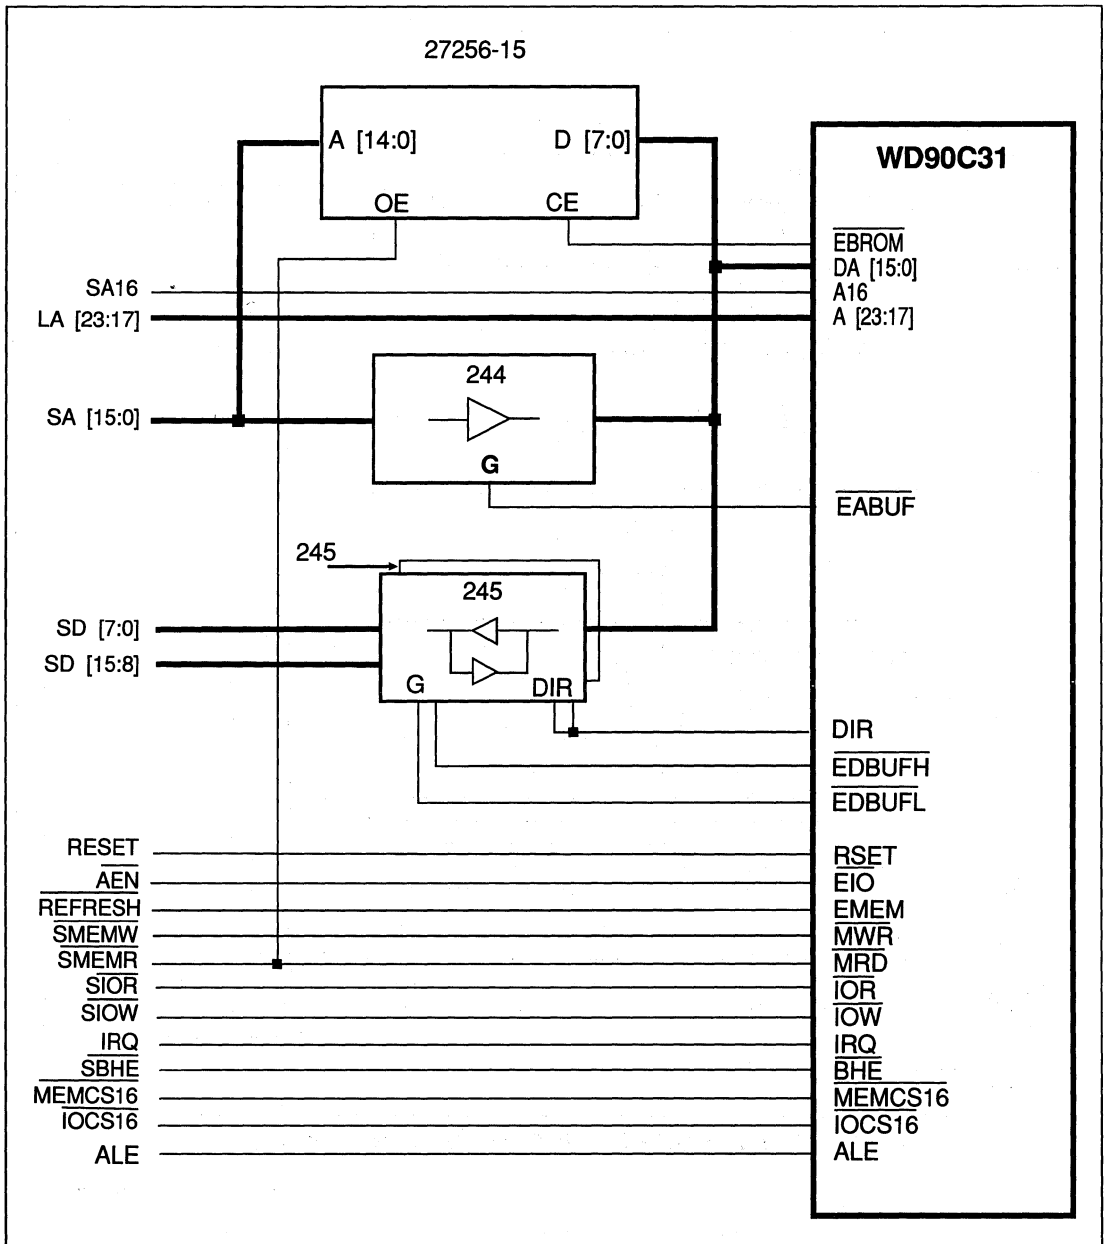 27256-15
A [14:0] D [7:0]
OE CE
WD90C31
EBROM
DA [15:0]
SA16 A16
LA [23:17] A [23:17]
244
SA [15:0]
G
EABUF
245
245
SD [7:0]
SD [15:8]
G DIR
DIR
EDBUFH
EDBUFL
RESET RSET
AEN EIO
REFRESH EMEM
SMEMW MWR
SMEMR MRD
SIOR IOR
SIOW IOW
IRQ IRQ
SBHE BHE
MEMCS16 MEMCS16
IOCS16 IOCS16
ALE ALE